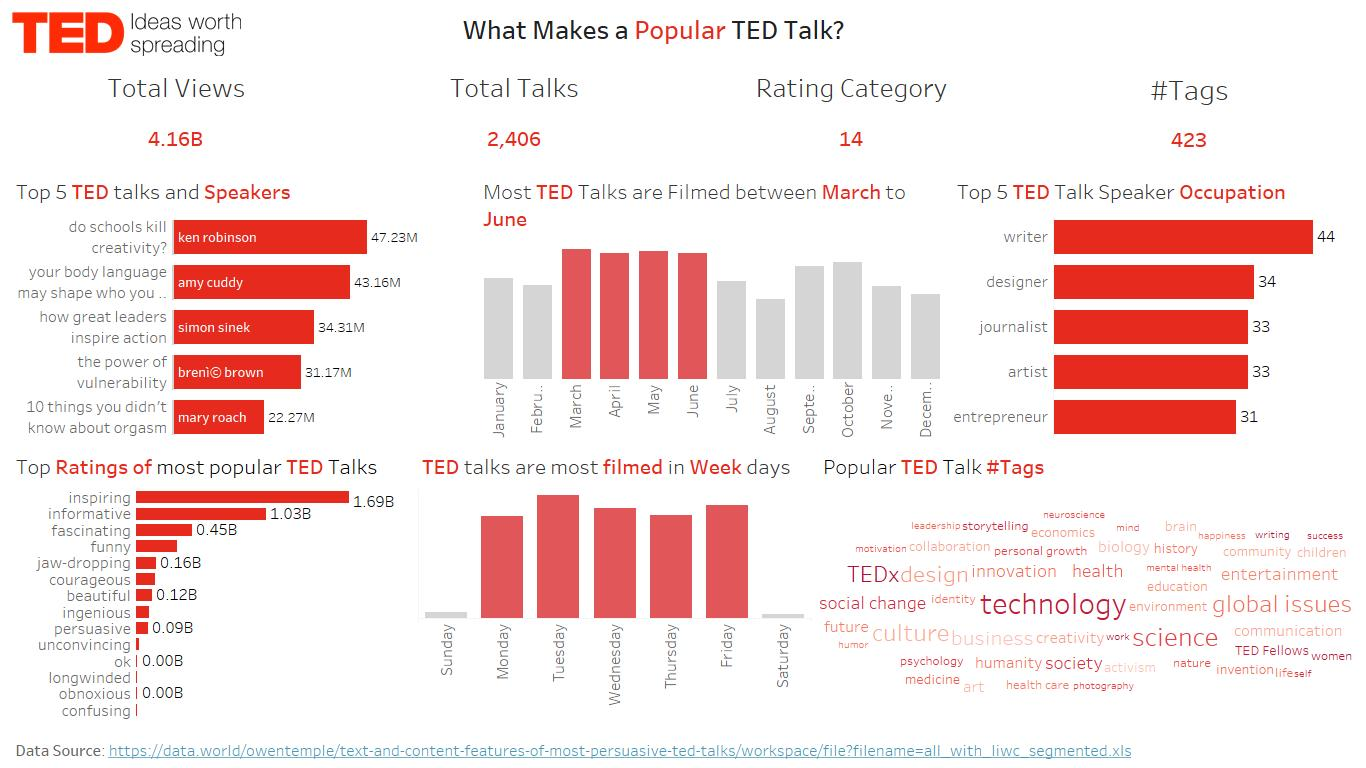 TED Ideas worth
spreading
What Makes a Popular TED Talk?
Total Views
4.16B
Total Talks
2,406
Rating Category
14
#Tags
423
Top 5 TED talks and Speakers
do schools kill
creativity?
ken robinson
47.23M
your body language
may shape who you ..
amy cuddy
43.16M
how great leaders
inspire action
simon sinek
34.31M
the power of
vulnerability
brenì© brown
31.17M
10 things you didn't
know about orgasm
mary roach
22.27M
Most TED Talks are Filmed between March to
June
January
Febru..
March
April
May
June
July
August
Septe..
October
Nove..
Decem..
Top 5 TED Talk Speaker Occupation
writer 44
designer 34
journalist 33
artist 33
entrepreneur 31
Top Ratings of most popular TED Talks
inspiring 1.69B
informative 1.03B
fascinating 0.45B
funny
jaw-dropping 0.16B
courageous
beautiful 0.12B
ingenious
persuasive 0.09B
unconvincing
ok 0.00B
longwinded
obnoxious 0.00B
confusing
TED talks are most filmed in Week days
Sunday
Monday
Tuesday
Wednesday
Thursday
Friday
Saturday
Popular TED Talk #Tags
neuroscience
leadership storytelling economics mind brain happiness writing success
motivation collaboration personal growth biology history community children
TEDx design innovation health mental health entertainment
education
social change identity technology environment global issues
future culture business creativity work science communication
humor TED Fellows women
psychology humanity society activism nature invention life self
medicine art health care photography
Data Source: https://data.world/owentemple/text-and-content-features-of-most-persuasive-ted-talks/workspace/file?filename=all_with_liwc_segmented.xls